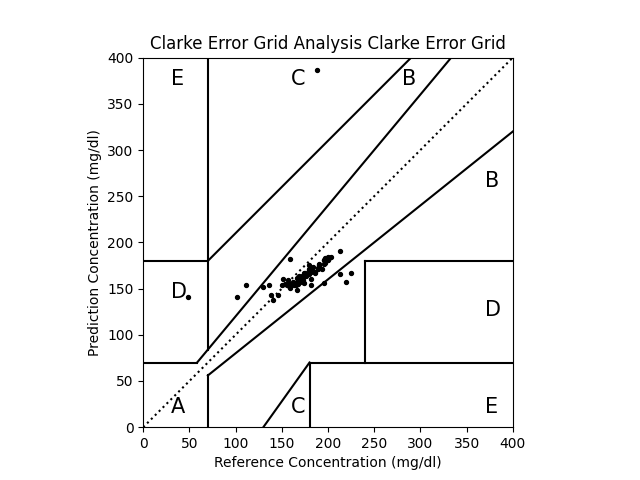 Clarke Error Grid Analysis Clarke Error Grid
400
350
300
250
200
150
100
50
0
Prediction Concentration (mg/dl)
E
C
B
B
D
D
A
C
E
0 50 100 150 200 250 300 350 400
Reference Concentration (mg/dl)